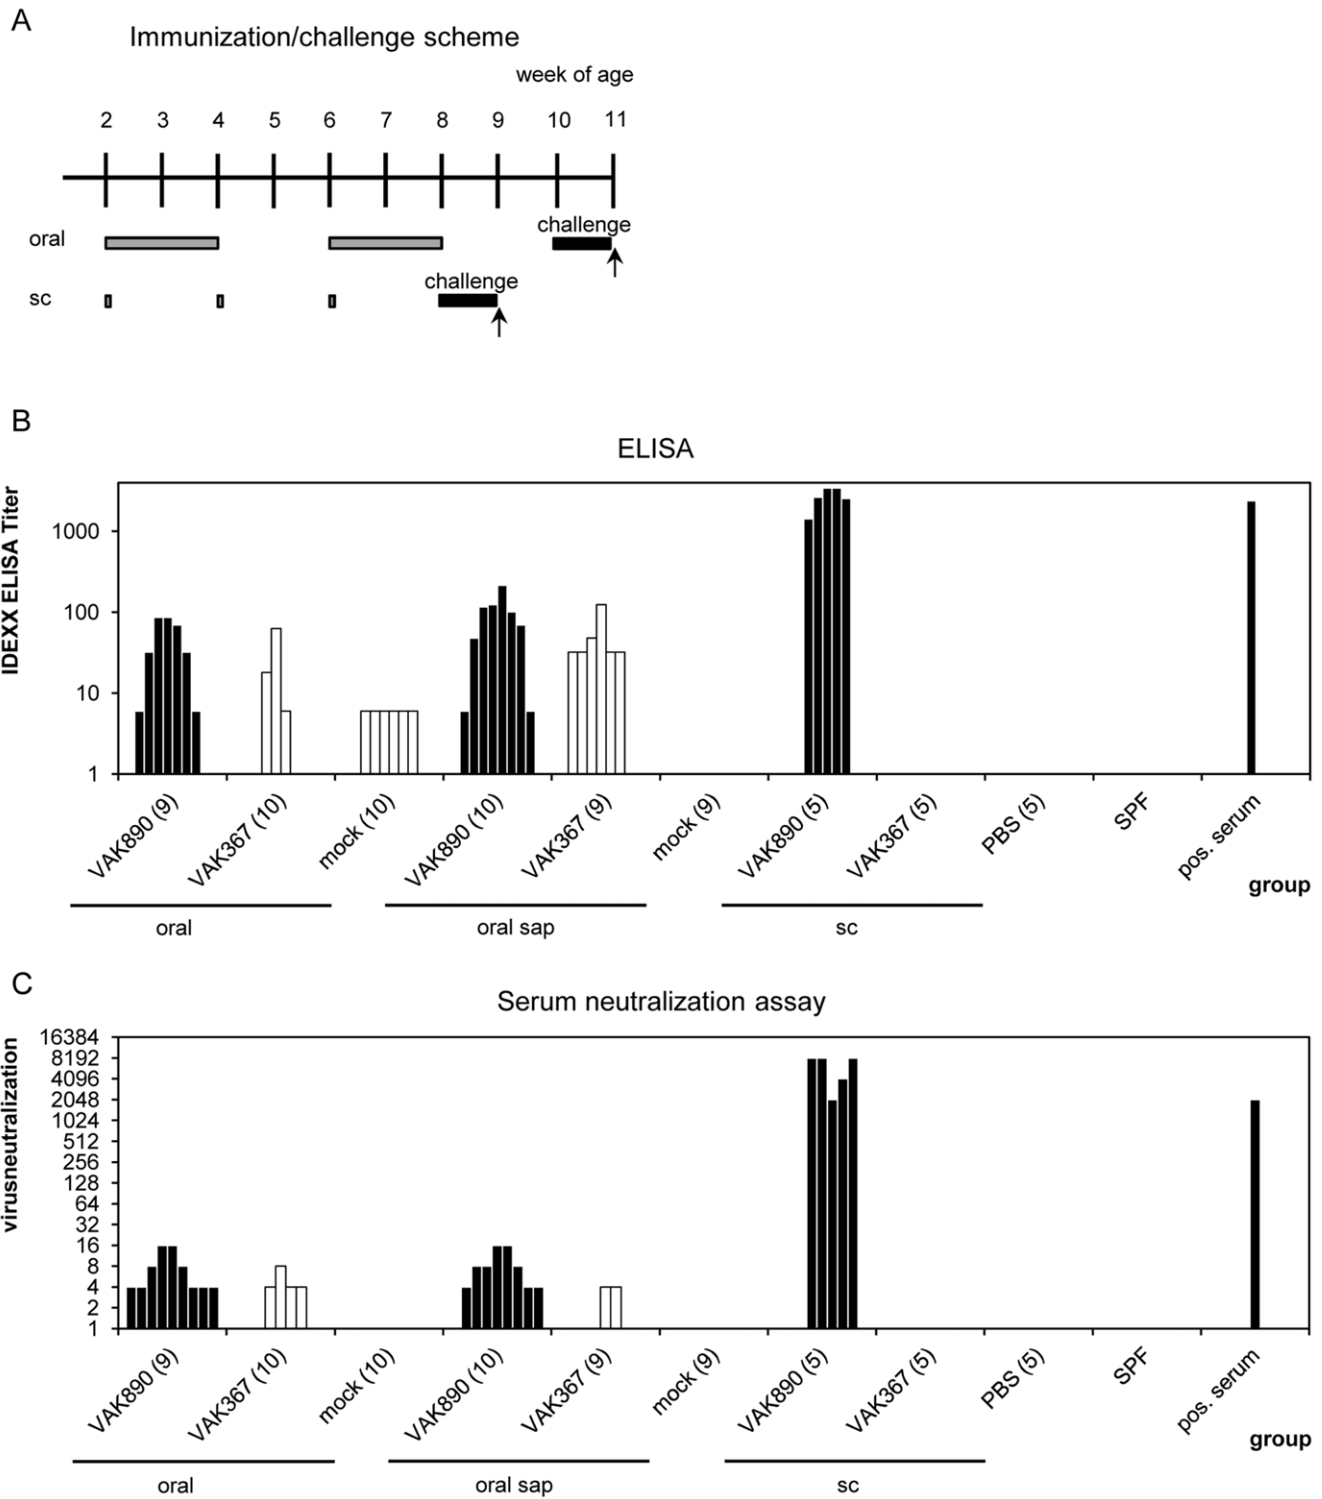 A
Immunization/challenge scheme
week of age
2 3 4 5 6 7 8 9 10 11
challenge
oral
challenge
sc
B
ELISA
IDEXX ELISA Titer
1000
100
10
1
VAK890 (9) VAK367 (10) mock (10) VAK890 (10) VAK367 (9) mock (9) VAK890 (5) VAK367 (5) PBS (5) SPF pos. serum
group
oral oral sap sc
C
Serum neutralization assay
virusneutralization
16384
8192
4096
2048
1024
512
256
128
64
32
16
8
4
2
1
VAK890 (9) VAK367 (10) mock (10) VAK890 (10) VAK367 (9) mock (9) VAK890 (5) VAK367 (5) PBS (5) SPF pos. serum
group
oral oral sap sc